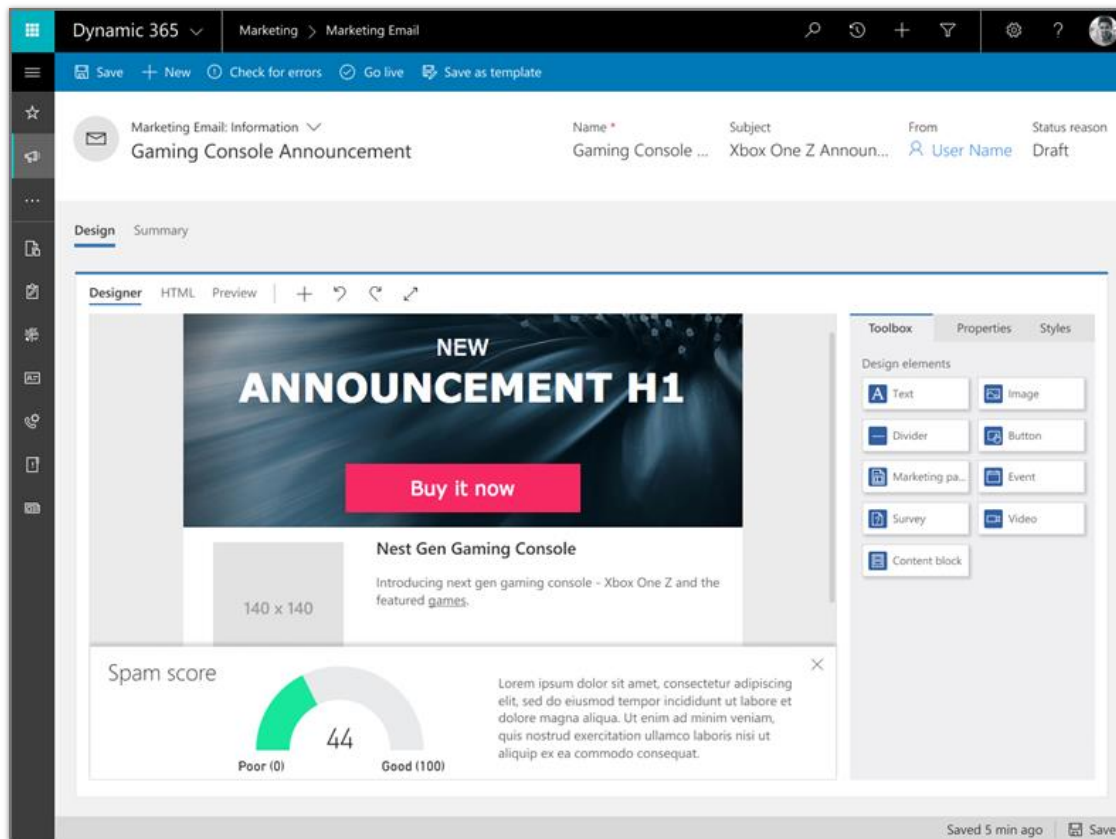 Dynamic 365
Marketing > Marketing Email
?
Save
New
Check for errors
Go live
Save as template
Marketing Email: Information
Gaming Console Announcement
Name *
Gaming Console ...
Subject
Xbox One Z Announ...
From
User Name
Status reason
Draft
Design
Summary
Designer
HTML
Preview
NEW
ANNOUNCEMENT H1
Buy it now
140 x 140
Nest Gen Gaming Console
Introducing next gen gaming console - Xbox One Z and the
featured games.
Toolbox
Properties
Styles
Design elements
A Text
Image
Divider
Button
Marketing pa...
Event
Survey
Video
Content block
Spam score
44
Poor (0)
Good (100)
Lorem ipsum dolor sit amet, consectetur adipiscing
elit, sed do eiusmod tempor incididunt ut labore et
dolore magna aliqua. Ut enim ad minim veniam,
quis nostrud exercitation ullamco laboris nisi ut
aliquip ex ea commodo consequat.
Saved 5 min ago
Save